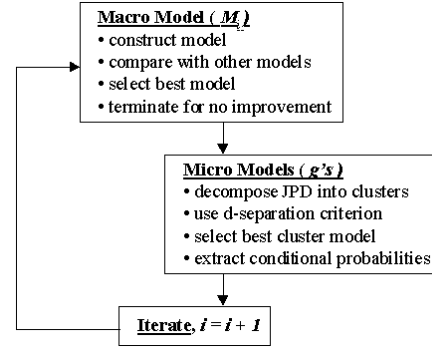 Macro Model ( Mi )
• construct model
• compare with other models
• select best model
• terminate for no improvement
Micro Models ( g's )
• decompose JPD into clusters
• use d-separation criterion
• select best cluster model
• extract conditional probabilities
Iterate, i = i + 1